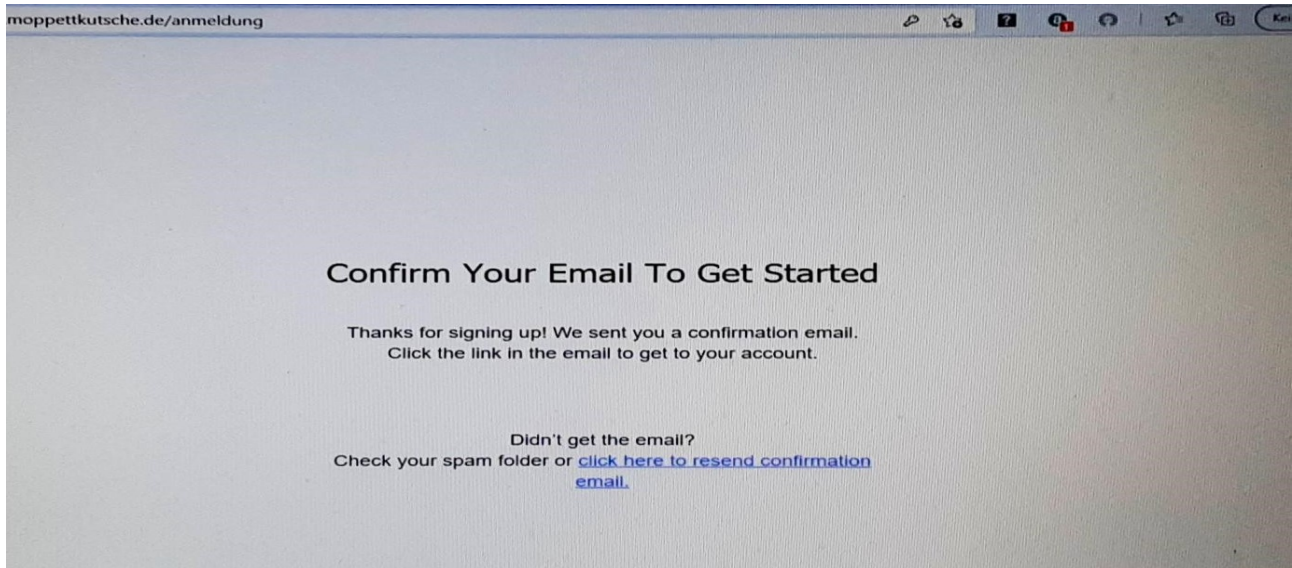 moppettkutsche.de/anmeldung
Kei
Confirm Your Email To Get Started
Thanks for signing up! We sent you a confirmation email.
Click the link in the email to get to your account.
Didn't get the email?
Check your spam folder or click here to resend confirmation
email.